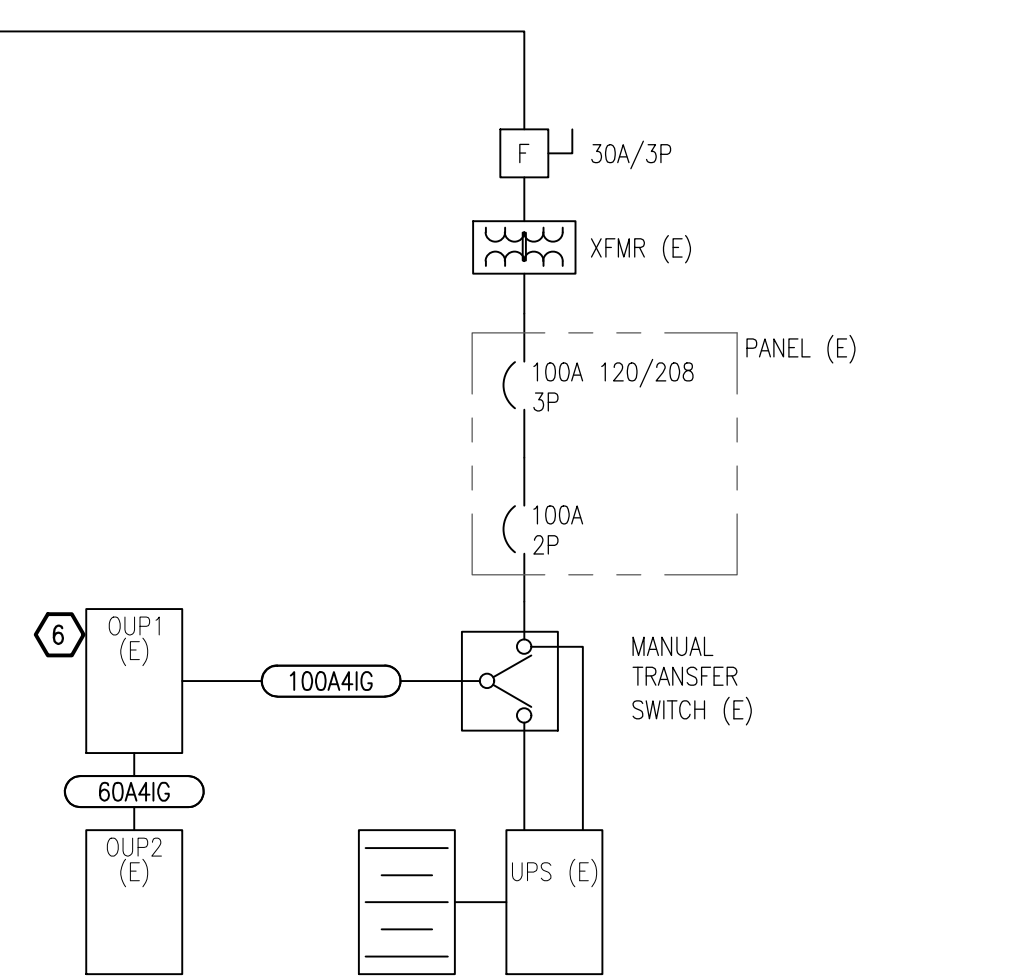 F
30A/3P
XFMR (E)
PANEL (E)
100A 120/208
3P
100A
2P
6
OUP1
(E)
100A4IG
MANUAL
TRANSFER
SWITCH (E)
60A4IG
OUP2
(E)
UPS (E)